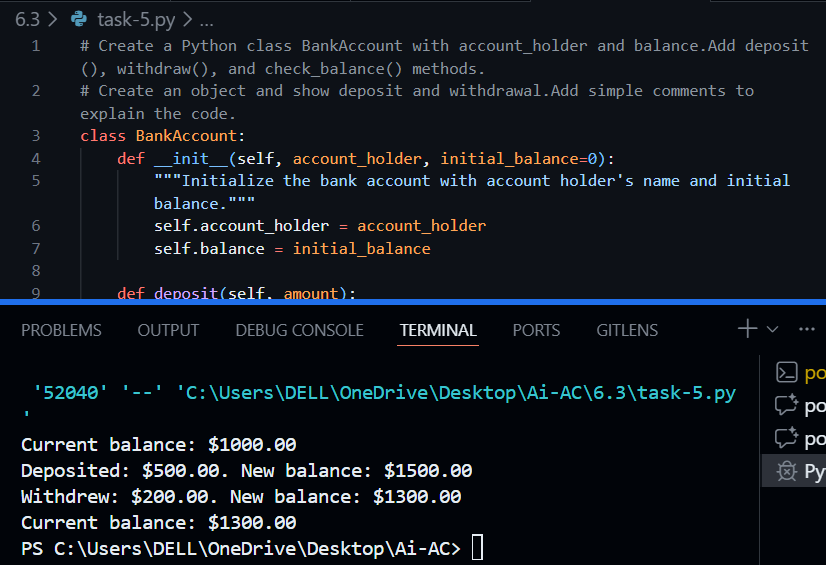 6.3 > task-5.py > ...
1 # Create a Python class BankAccount with account_holder and balance.Add deposit
(), withdraw(), and check_balance() methods.
2 # Create an object and show deposit and withdrawal.Add simple comments to
explain the code.
3 class BankAccount:
4 def __init__(self, account_holder, initial_balance=0):
5 """Initialize the bank account with account holder's name and initial
balance."""
6 self.account_holder = account_holder
7 self.balance = initial_balance
8
9 def deposit(self, amount):
PROBLEMS OUTPUT DEBUG CONSOLE TERMINAL PORTS GITLENS
'52040' '--' 'C:\Users\DELL\OneDrive\Desktop\Ai-AC\6.3\task-5.py
'
Current balance: $1000.00
Deposited: $500.00. New balance: $1500.00
Withdrew: $200.00. New balance: $1300.00
Current balance: $1300.00
PS C:\Users\DELL\OneDrive\Desktop\Ai-AC>
po
po
po
Py